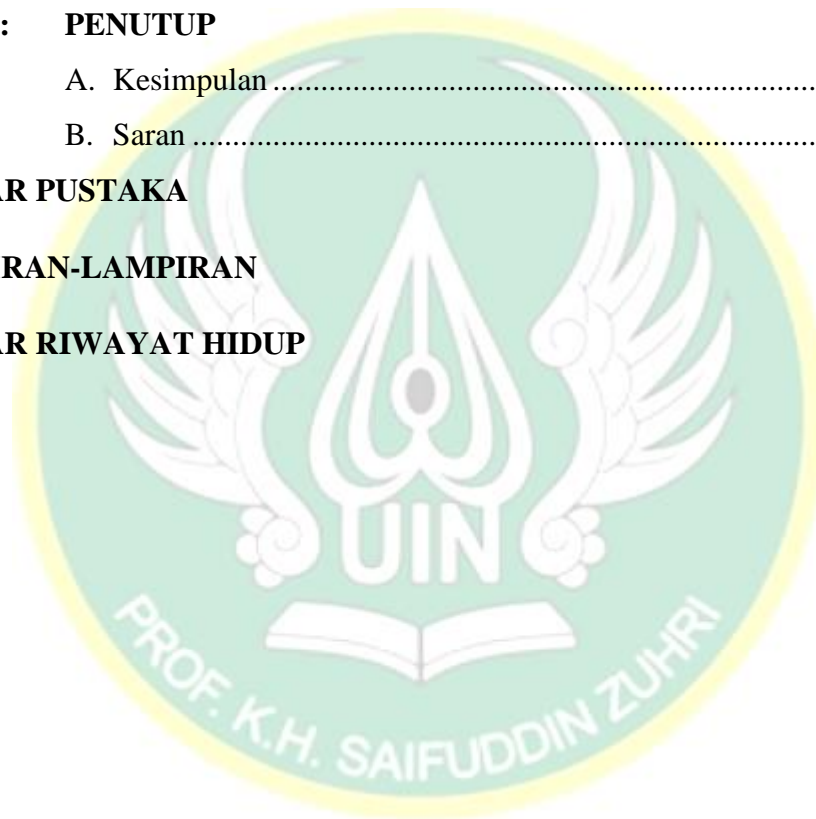 : PENUTUP
A. Kesimpulan ....................................................................
B. Saran ..............................................................................
AR PUSTAKA
RAN-LAMPIRAN
AR RIWAYAT HIDUP
UIN
PROF. K.H. SAIFUDDIN ZUHRI